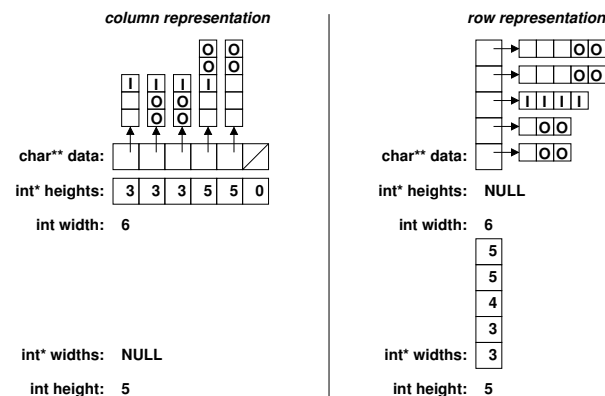 column representation
O O
O O
I I I I
O O
O O
char** data:
int* heights: 3 3 3 5 5 0
int width: 6
int* widths: NULL
int height: 5
row representation
O O
O O
I I I I
O O
O O
char** data:
int* heights: NULL
int width: 6
5
5
4
3
int* widths: 3
int height: 5